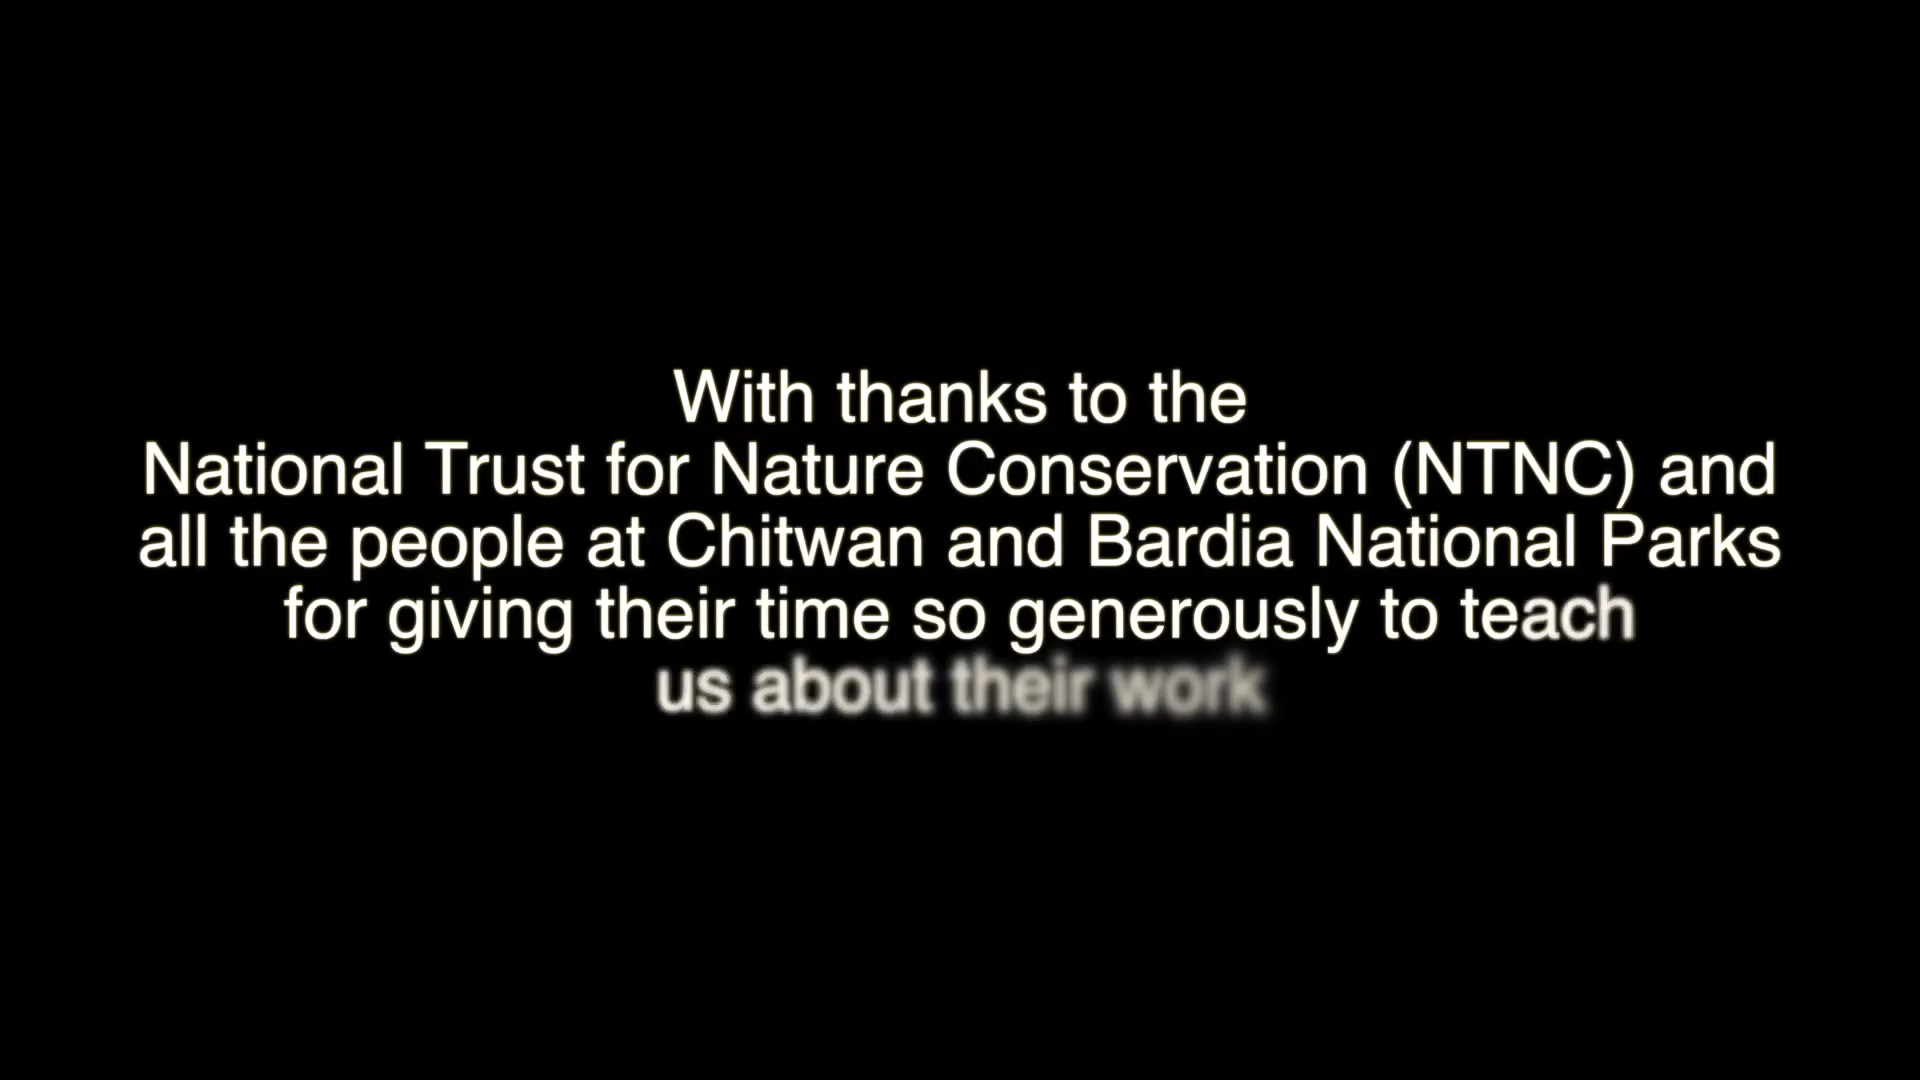 With thanks to the
National Trust for Nature Conservation (NTNC) and
all the people at Chitwan and Bardia National Parks
for giving their time so generously to teach
us about their work